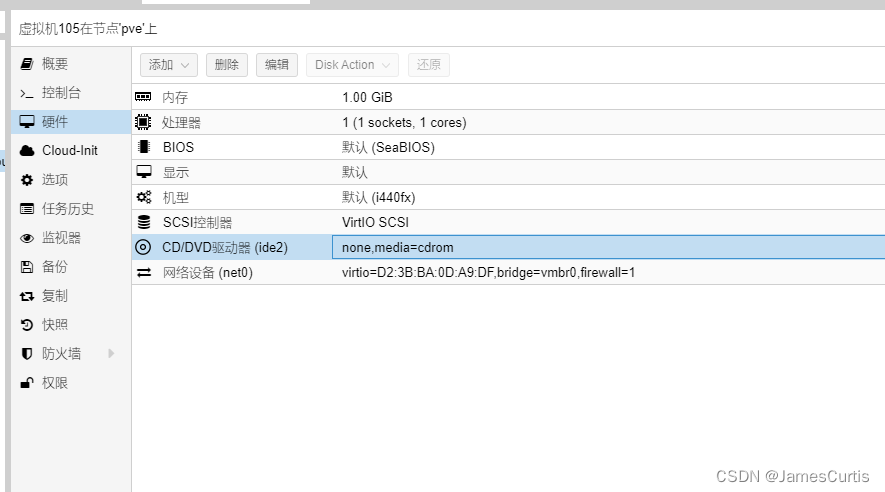 虚拟机105在节点'pve'上
概要
控制台
硬件
Cloud-Init
选项
任务历史
监视器
备份
复制
快照
防火墙
权限
添加 删除 编辑 Disk Action 还原
内存 1.00 GiB
处理器 1 (1 sockets, 1 cores)
BIOS 默认 (SeaBIOS)
显示 默认
机型 默认 (i440fx)
SCSI控制器 VirtIO SCSI
CD/DVD驱动器 (ide2) none,media=cdrom
网络设备 (net0) virtio=D2:3B:BA:0D:A9:DF,bridge=vmbr0,firewall=1
CSDN @JamesCurtis